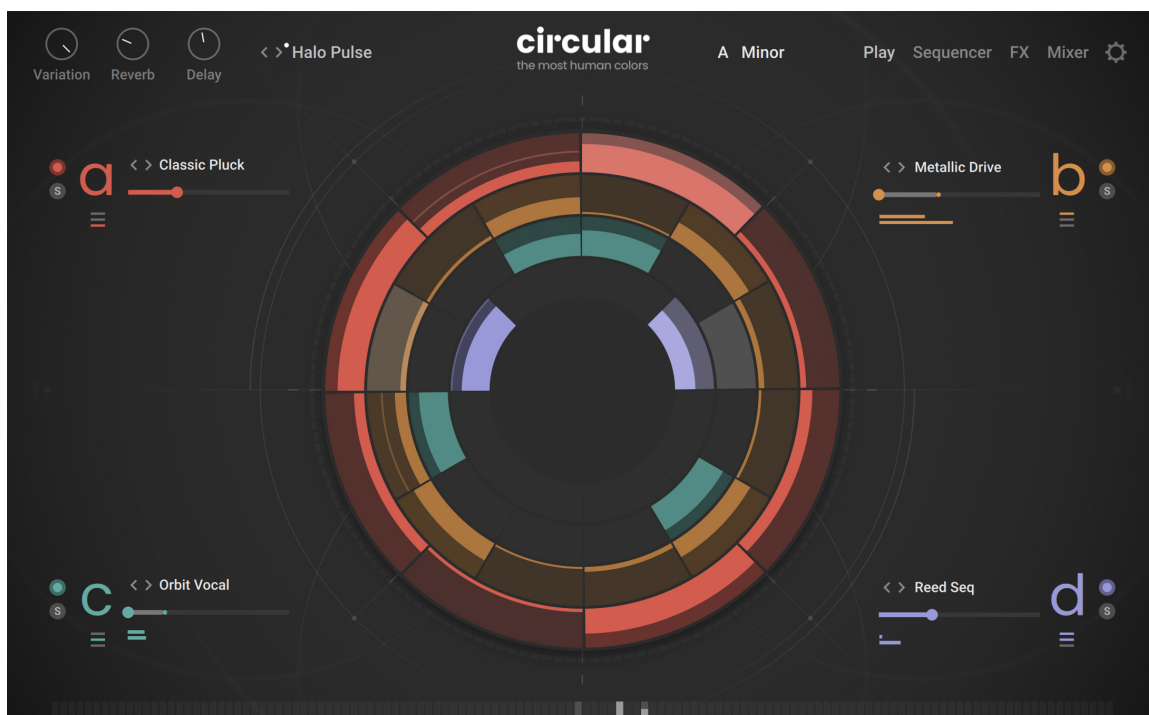 Variation
Reverb
Delay
< > Halo Pulse
circular
the most human colors
A Minor
Play Sequencer FX Mixer
a
< > Classic Pluck
S
< > Metallic Drive
b
S
c
< > Orbit Vocal
S
< > Reed Seq
d
S